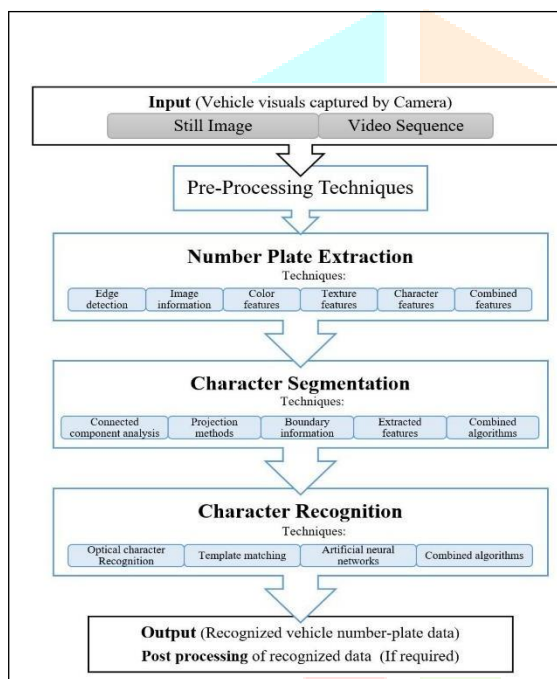 Input (Vehicle visuals captured by Camera)
Still Image
Video Sequence
Pre-Processing Techniques
Number Plate Extraction
Techniques:
Edge detection
Image information
Color features
Texture features
Character features
Combined features
Character Segmentation
Techniques:
Connected component analysis
Projection methods
Boundary information
Extracted features
Combined algorithms
Character Recognition
Techniques:
Optical character Recognition
Template matching
Artificial neural networks
Combined algorithms
Output (Recognized vehicle number-plate data)
Post processing of recognized data (If required)